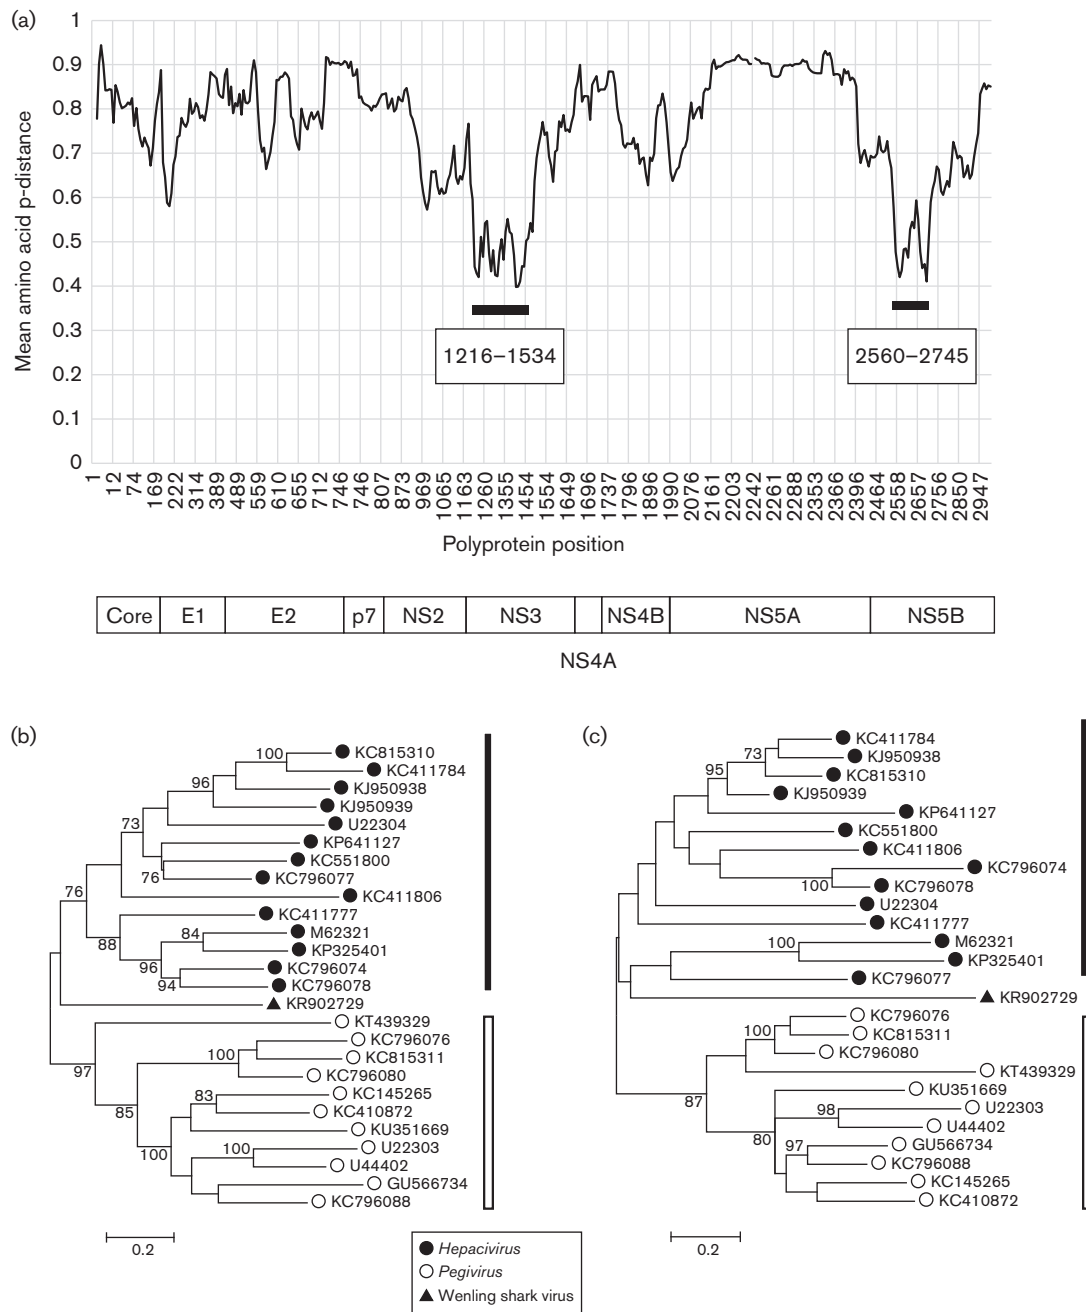 (a)
Mean amino acid p-distance
1
0.9
0.8
0.7
0.6
0.5
0.4
0.3
0.2
0.1
0
1216–1534
2560–2745
1 12 74 169 222 314 389 489 559 610 655 712 746 746 807 873 969 1065 1163 1260 1355 1454 1554 1649 1696 1737 1796 1896 1990 2076 2161 2203 2242 2261 2288 2353 2366 2396 2464 2558 2657 2756 2850 2947
Polyprotein position
Core E1 E2 p7 NS2 NS3 NS4B NS5A NS5B
NS4A
(b)
100 KC815310
KC411784
96 KJ950938
KJ950939
73 U22304
KP641127
KC551800
76 KC796077
76 KC411806
KC411777
84 M62321
88 KP325401
96 KC796074
94 KC796078
KR902729
KT439329
KC796076
100 KC815311
97 KC796080
83 KC145265
85 KC410872
KU351669
100 U22303
100 U44402
GU566734
KC796088
0.2
(c)
KC411784
73 KJ950938
95 KC815310
KJ950939
KP641127
KC551800
KC411806
KC796074
100 KC796078
U22304
KC411777
100 M62321
KP325401
KC796077
KR902729
KC796076
100 KC815311
KC796080
KT439329
87 KU351669
98 U22303
80 U44402
97 GU566734
KC796088
KC145265
KC410872
0.2
Hepacivirus
Pegivirus
Wenling shark virus